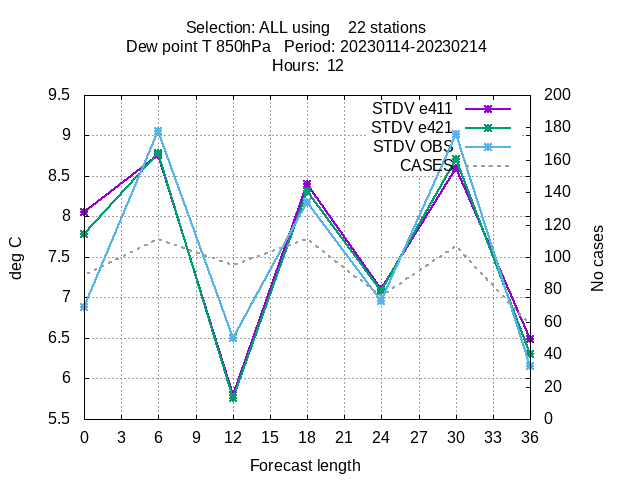 Selection: ALL using 22 stations
Dew point T 850hPa Period: 20230114-20230214
Hours: 12
9.5
9
8.5
8
7.5
7
6.5
6
5.5
deg C
STDV e411
STDV e421
STDV OBS
CASES
200
180
160
140
120
100
80
60
40
20
0
No cases
0 3 6 9 12 15 18 21 24 27 30 33 36
Forecast length